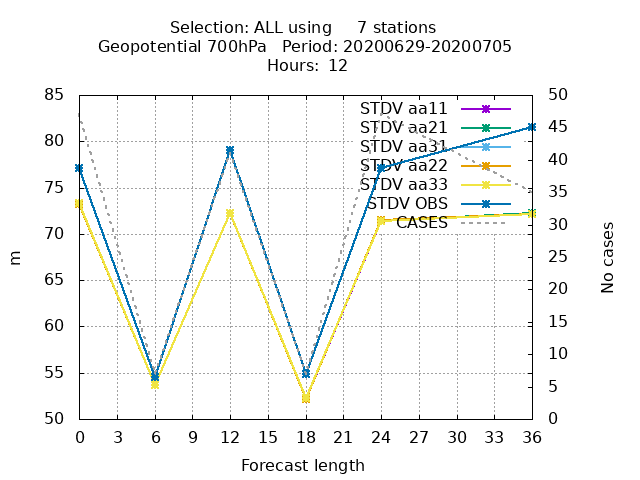 Selection: ALL using     7 stations
Geopotential 700hPa   Period: 20200629-20200705
Hours:  12
85
80
75
70
65
60
55
50
m
50
45
40
35
30
25
20
15
10
5
0
No cases
STDV aa11
STDV aa21
STDV aa31
STDV aa22
STDV aa33
STDV OBS
CASES
0 3 6 9 12 15 18 21 24 27 30 33 36
Forecast length